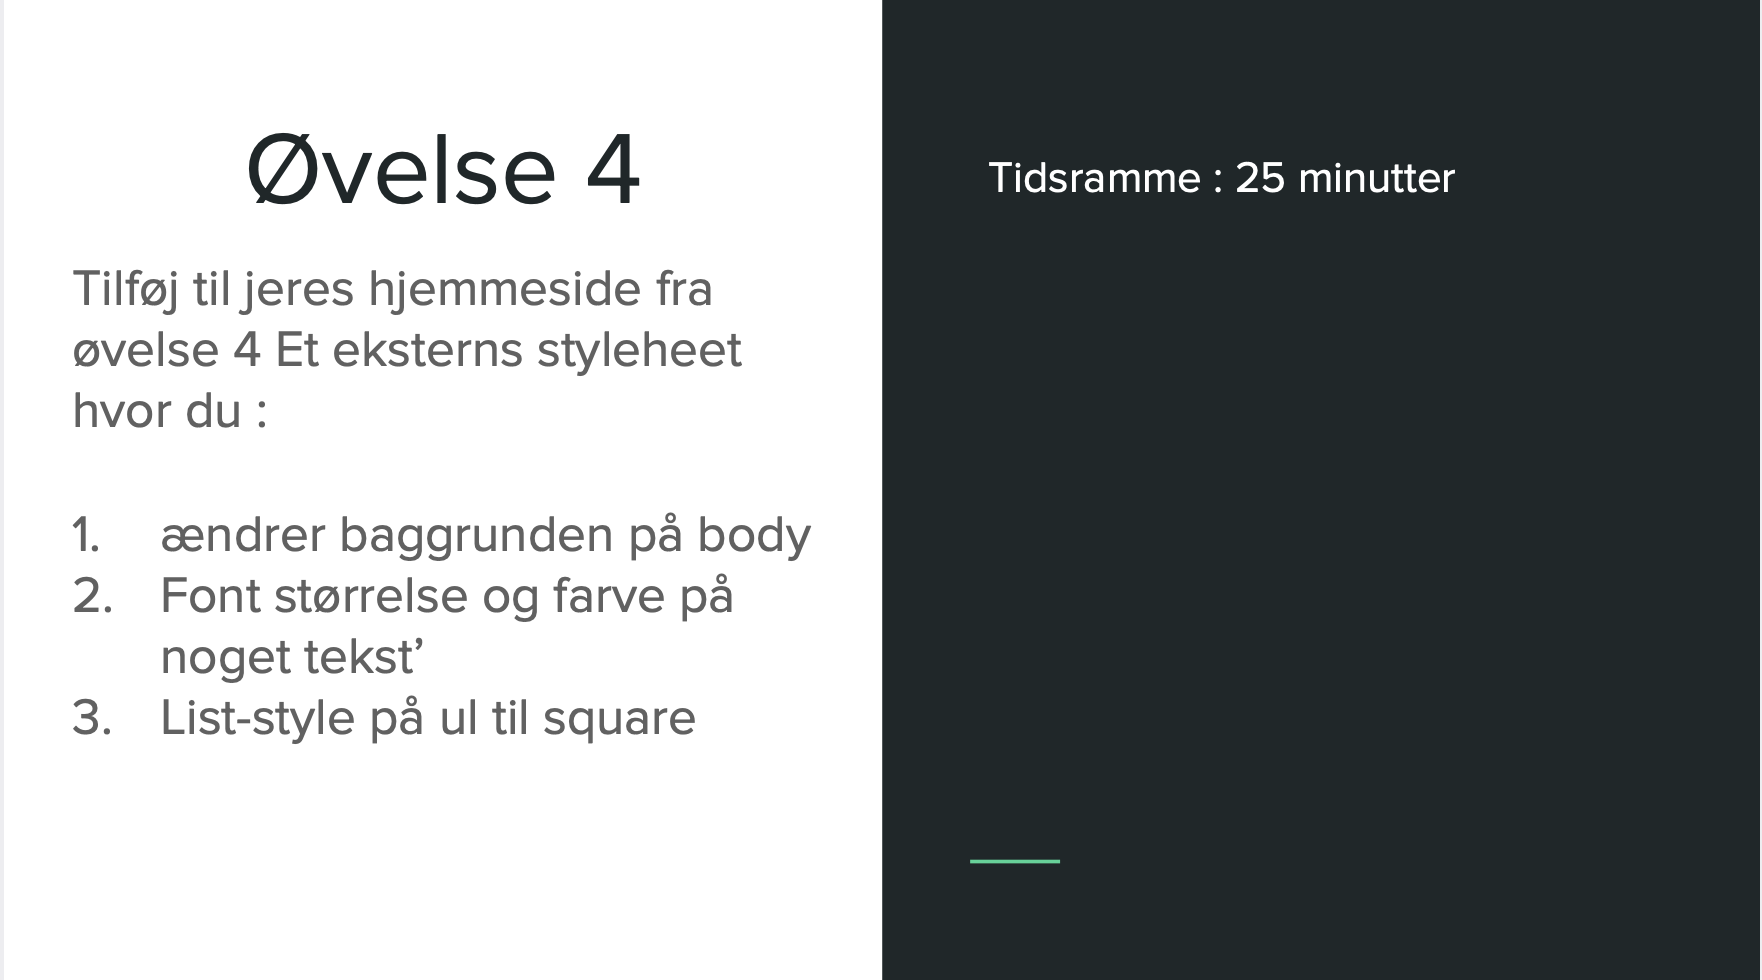 Øvelse 4
Tilføj til jeres hjemmeside fra
øvelse 4 Et eksterns styleheet
hvor du :
1. ændrer baggrunden på body
2. Font størrelse og farve på
noget tekst’
3. List-style på ul til square
Tidsramme : 25 minutter